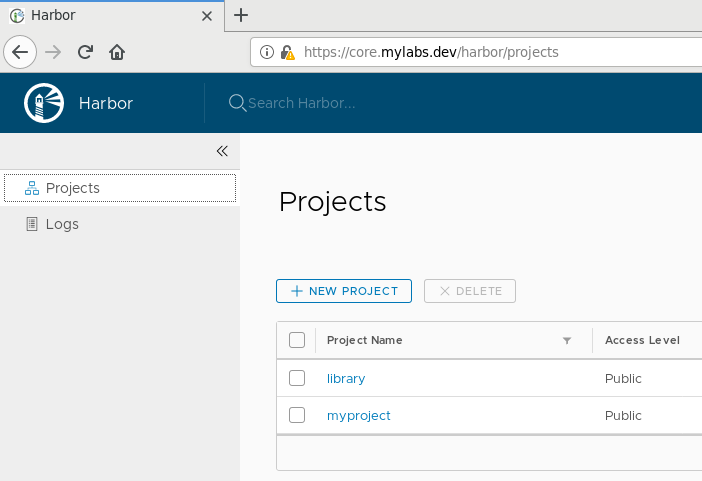 Harbor
https://core.mylabs.dev/harbor/projects
Harbor
Search Harbor...
Projects
Logs
Projects
NEW PROJECT DELETE
Project Name Access Level
library Public
myproject Public